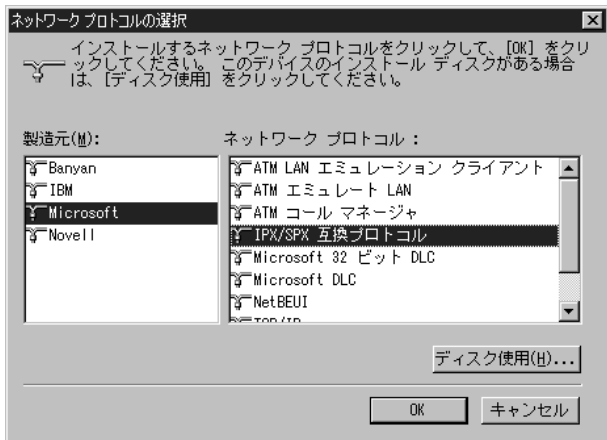 ネットワーク プロトコルの選択
インストールするネットワーク プロトコルをクリックして、[OK] をクリ
ックしてください。 このデバイスのインストール ディスクがある場合
は、[ディスク使用] をクリックしてください。
製造元(M):
Banyan
IBM
Microsoft
Novell
ネットワーク プロトコル :
ATM LAN エミュレーション クライアント
ATM エミュレート LAN
ATM コール マネージャ
IPX/SPX 互換プロトコル
Microsoft 32 ビット DLC
Microsoft DLC
NetBEUI
TCP/IP
ディスク使用(H)...
OK
キャンセル